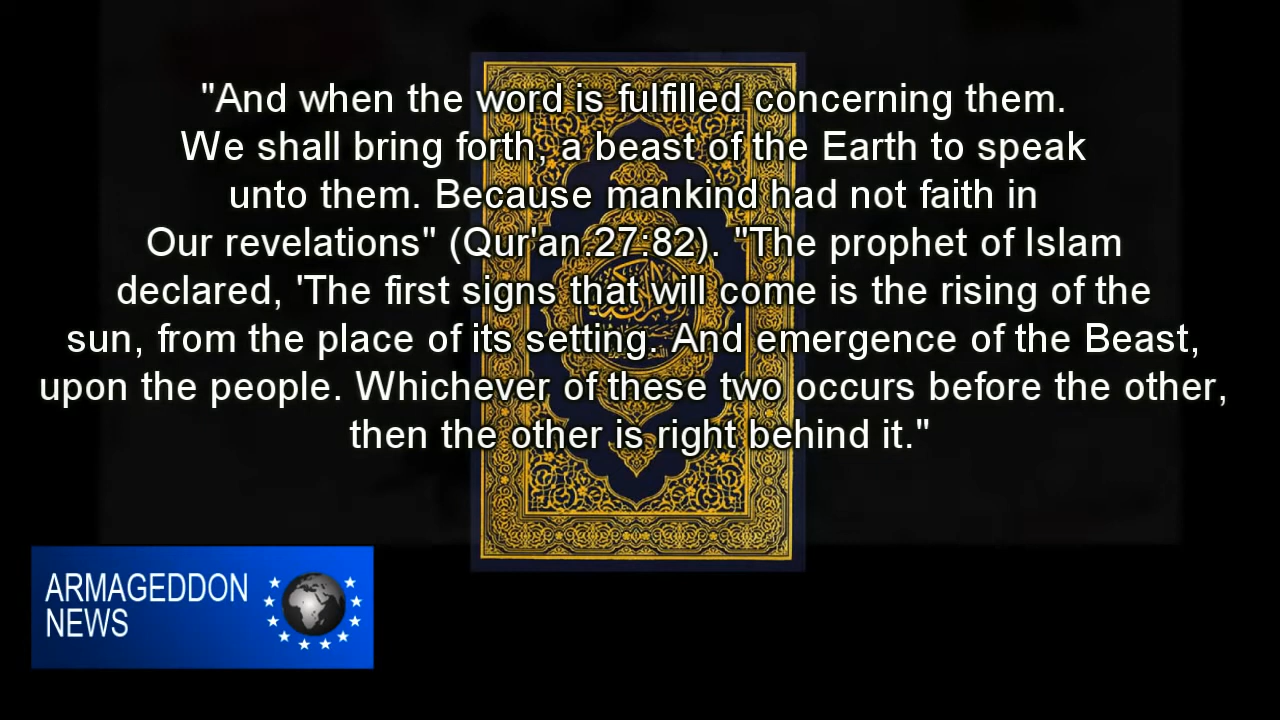 "And when the word is fulfilled concerning them.
We shall bring forth, a beast of the Earth to speak
unto them. Because mankind had not faith in
Our revelations" (Qur'an.27:82). "The prophet of Islam
declared, 'The first signs that will come is the rising of the
sun, from the place of its setting. And emergence of the Beast,
upon the people. Whichever of these two occurs before the other,
then the other is right behind it."
ARMAGEDDON
NEWS